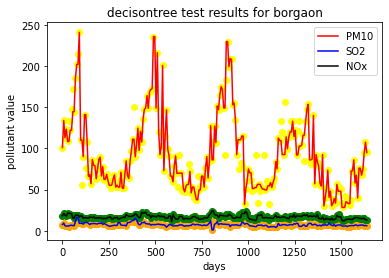 decisontree test results for borgaon
PM10
SO2
NOx
pollutant value
250
200
150
100
50
0
0 250 500 750 1000 1250 1500
days